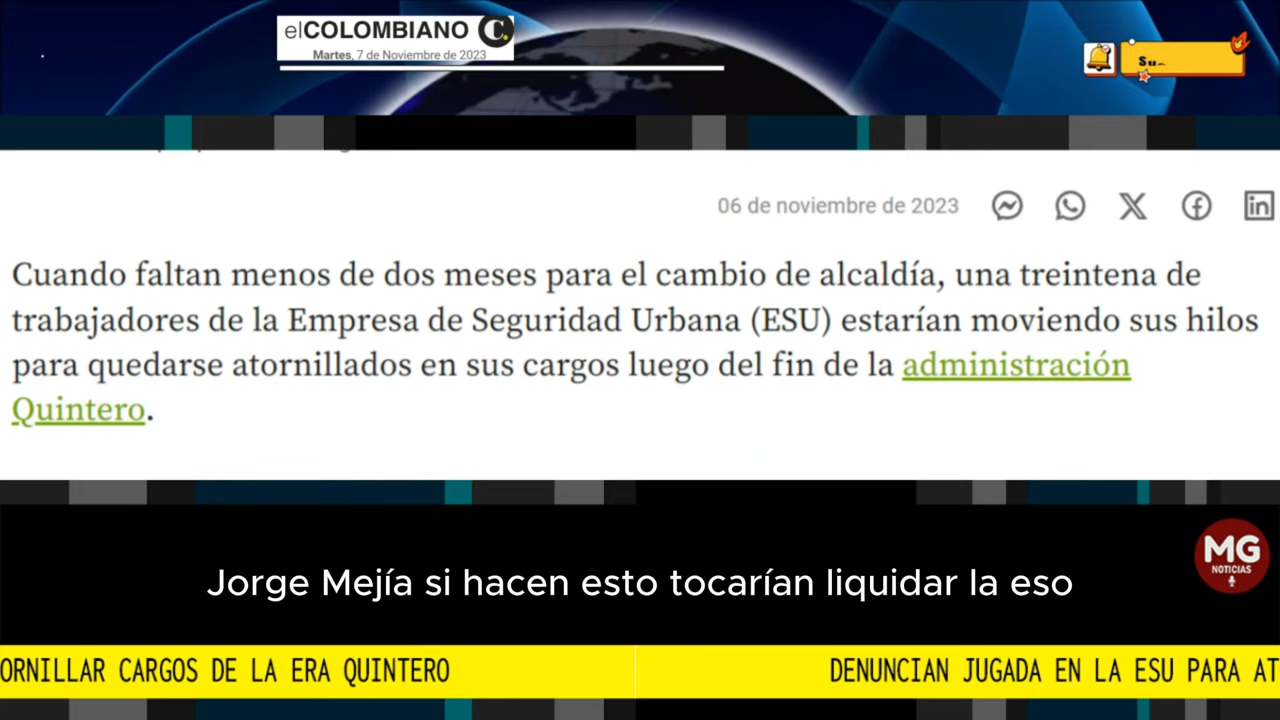 elCOLOMBIANO C.
Martes, 7 de Noviembre de 2023
Su
06 de noviembre de 2023
Cuando faltan menos de dos meses para el cambio de alcaldía, una treintena de
trabajadores de la Empresa de Seguridad Urbana (ESU) estarían moviendo sus hilos
para quedarse atornillados en sus cargos luego del fin de la administración
Quintero.
MG
NOTICIAS
Jorge Mejía si hacen esto tocarían liquidar la eso
ORNILLAR CARGOS DE LA ERA QUINTERO DENUNCIAN JUGADA EN LA ESU PARA AT